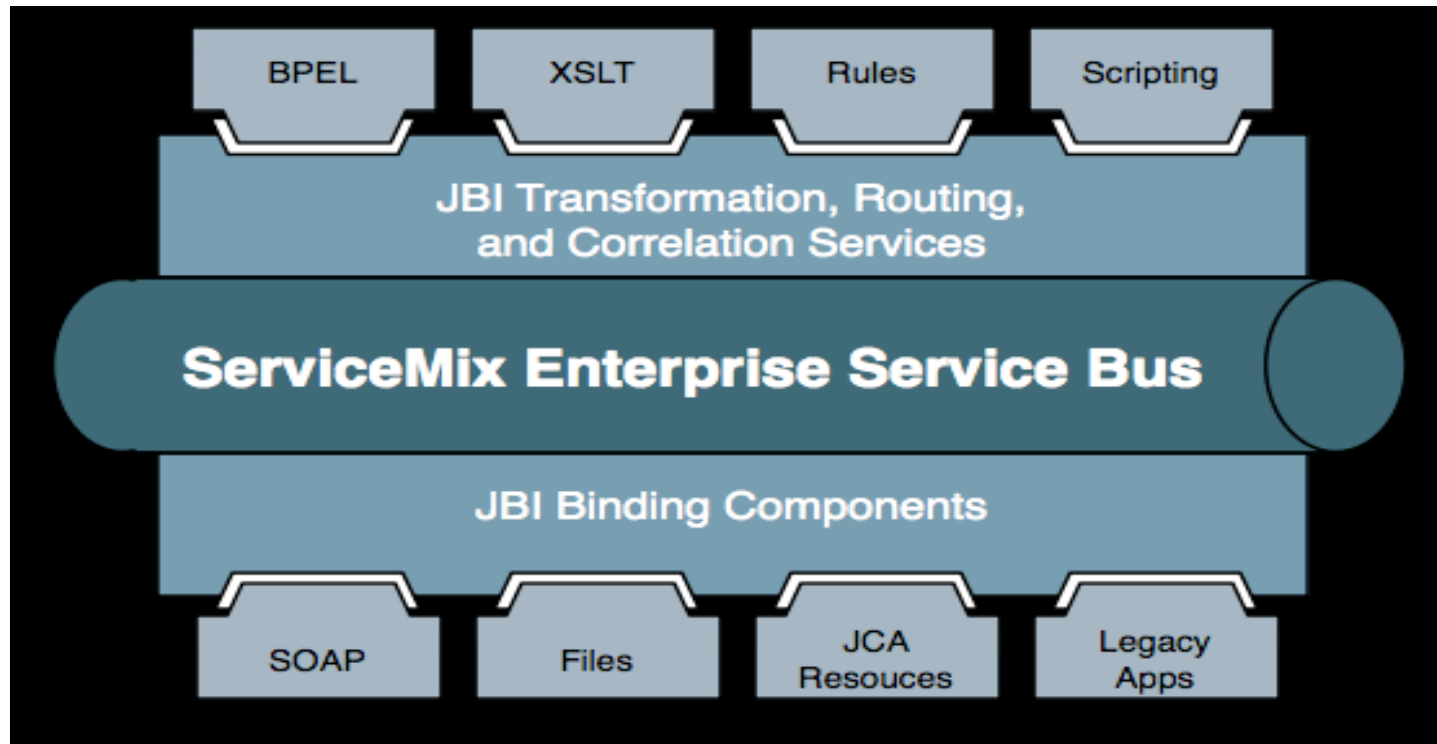 BPEL
XSLT
Rules
Scripting
JBI Transformation, Routing,
and Correlation Services
ServiceMix Enterprise Service Bus
JBI Binding Components
SOAP
Files
JCA
Resouces
Legacy
Apps